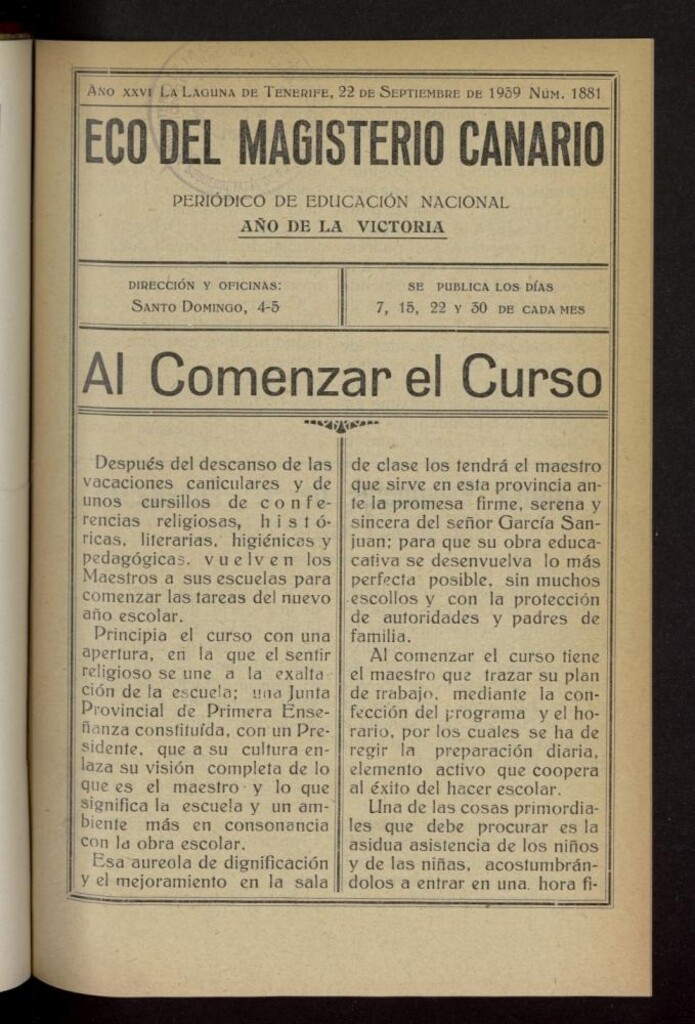 AÑO XXVI LA LAGUNA DE TENERIFE, 22 DE SEPTIEMBRE DE 1939 NUM. 1881
ECO DEL MAGISTERIO CANARIO
PERIÓDICO DE EDUCACIÓN NACIONAL
AÑO DE LA VICTORIA
DIRECCIÓN Y OFICINAS:
SANTO DOMINGO, 4-5
SE PUBLICA LOS DÍAS
7, 15, 22 Y 30 DE CADA MES
Al Comenzar el Curso
Después del descanso de las
vacaciones caniculares y de
unos cursillos de confe-
rencias religiosas, histó-
ricas, literarias, higiénicas y
pedagógicas, vuelven los
Maestros a sus escuelas para
comenzar las tareas del nuevo
año escolar.
Principia el curso con una
apertura, en la que el sentir
religioso se une a la exalta-
ción de la escuela; una Junta
Provincial de Primera Ense-
ñanza constituída, con un Pre-
sidente, que a su cultura en-
laza su visión completa de lo
que es el maestro y lo que
significa la escuela y un am-
biente más en consonancia
con la obra escolar.
Esa aureola de dignificación
y el mejoramiento en la sala
de clase los tendrá el maestro
que sirve en esta provincia an-
te la promesa firme, serena y
sincera del señor García San-
juan; para que su obra educa-
cativa se desenvuelva lo más
perfecta posible, sin muchos
escollos y con la protección
de autoridades y padres de
familia.
Al comenzar el curso tiene
el maestro que trazar su plan
de trabajo, mediante la con-
fección del programa y el ho-
rario, por los cuales se ha de
regir la preparación diaria,
elemento activo que coopera
al éxito del hacer escolar.
Una de las cosas primordia-
les que debe procurar es la
asidua asistencia de los niños
y de las niñas, acostumbrán-
dolos a entrar en una hora fi-